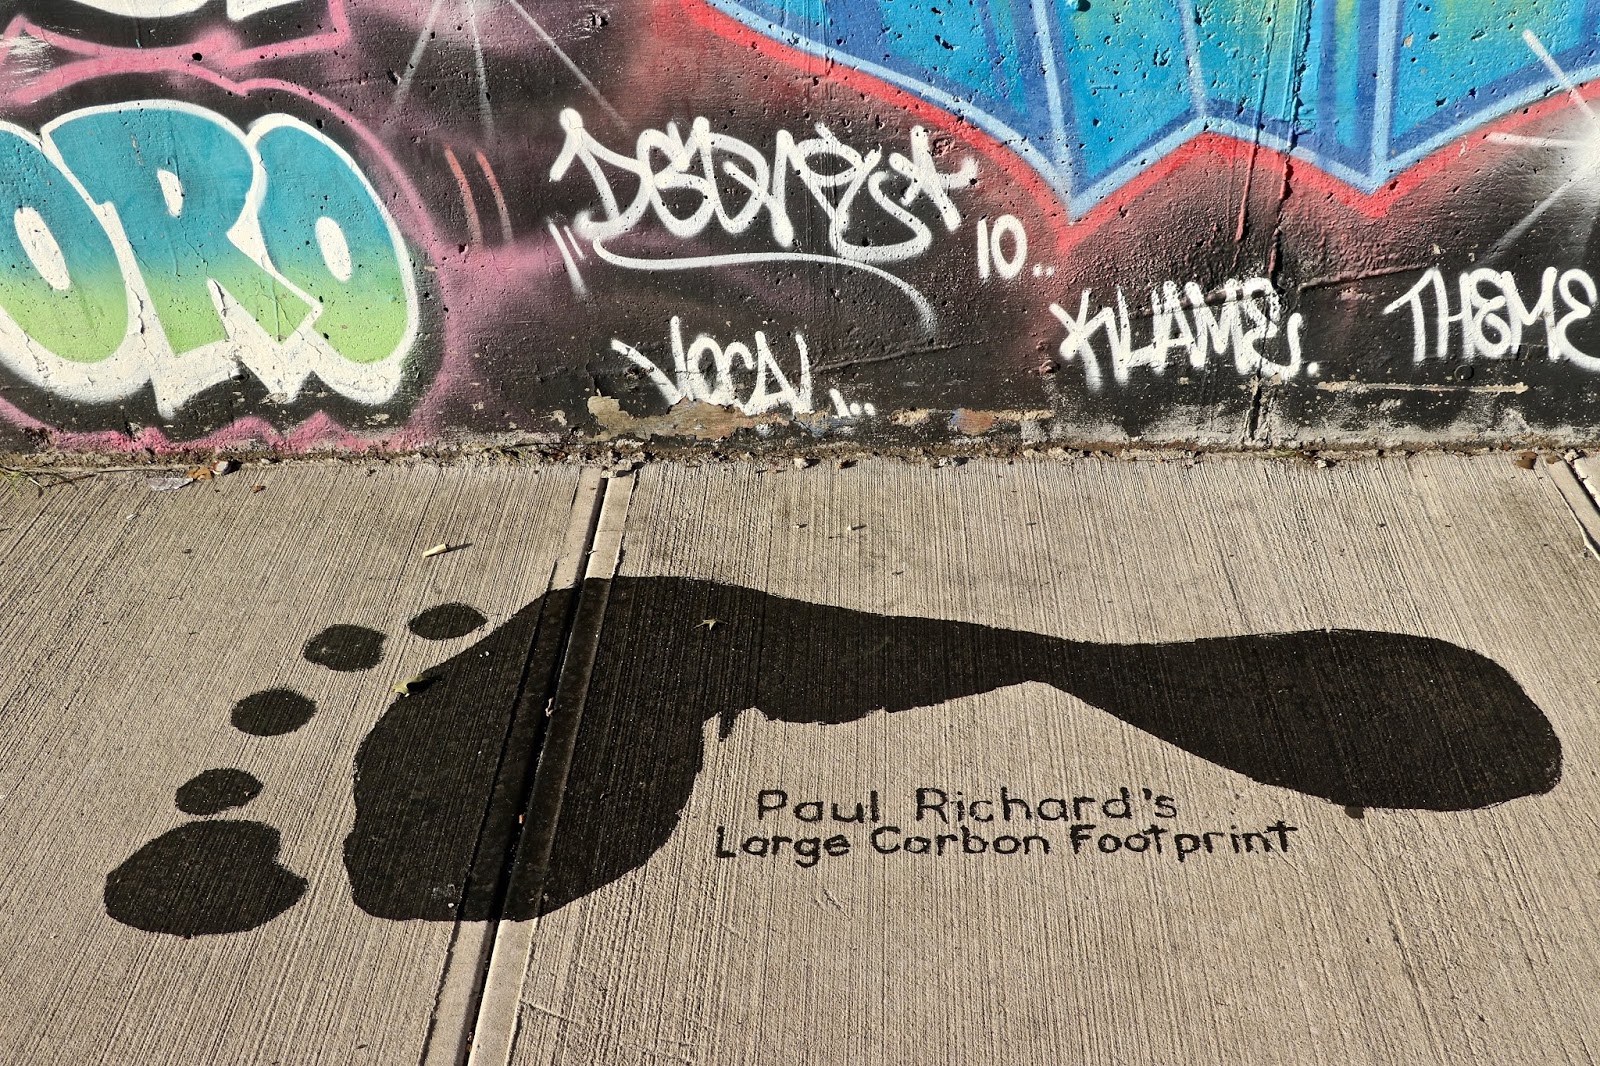 ORO
10..
VOCAL...
KLAME.
THEME
Paul Richard's
Large Carbon Footprint